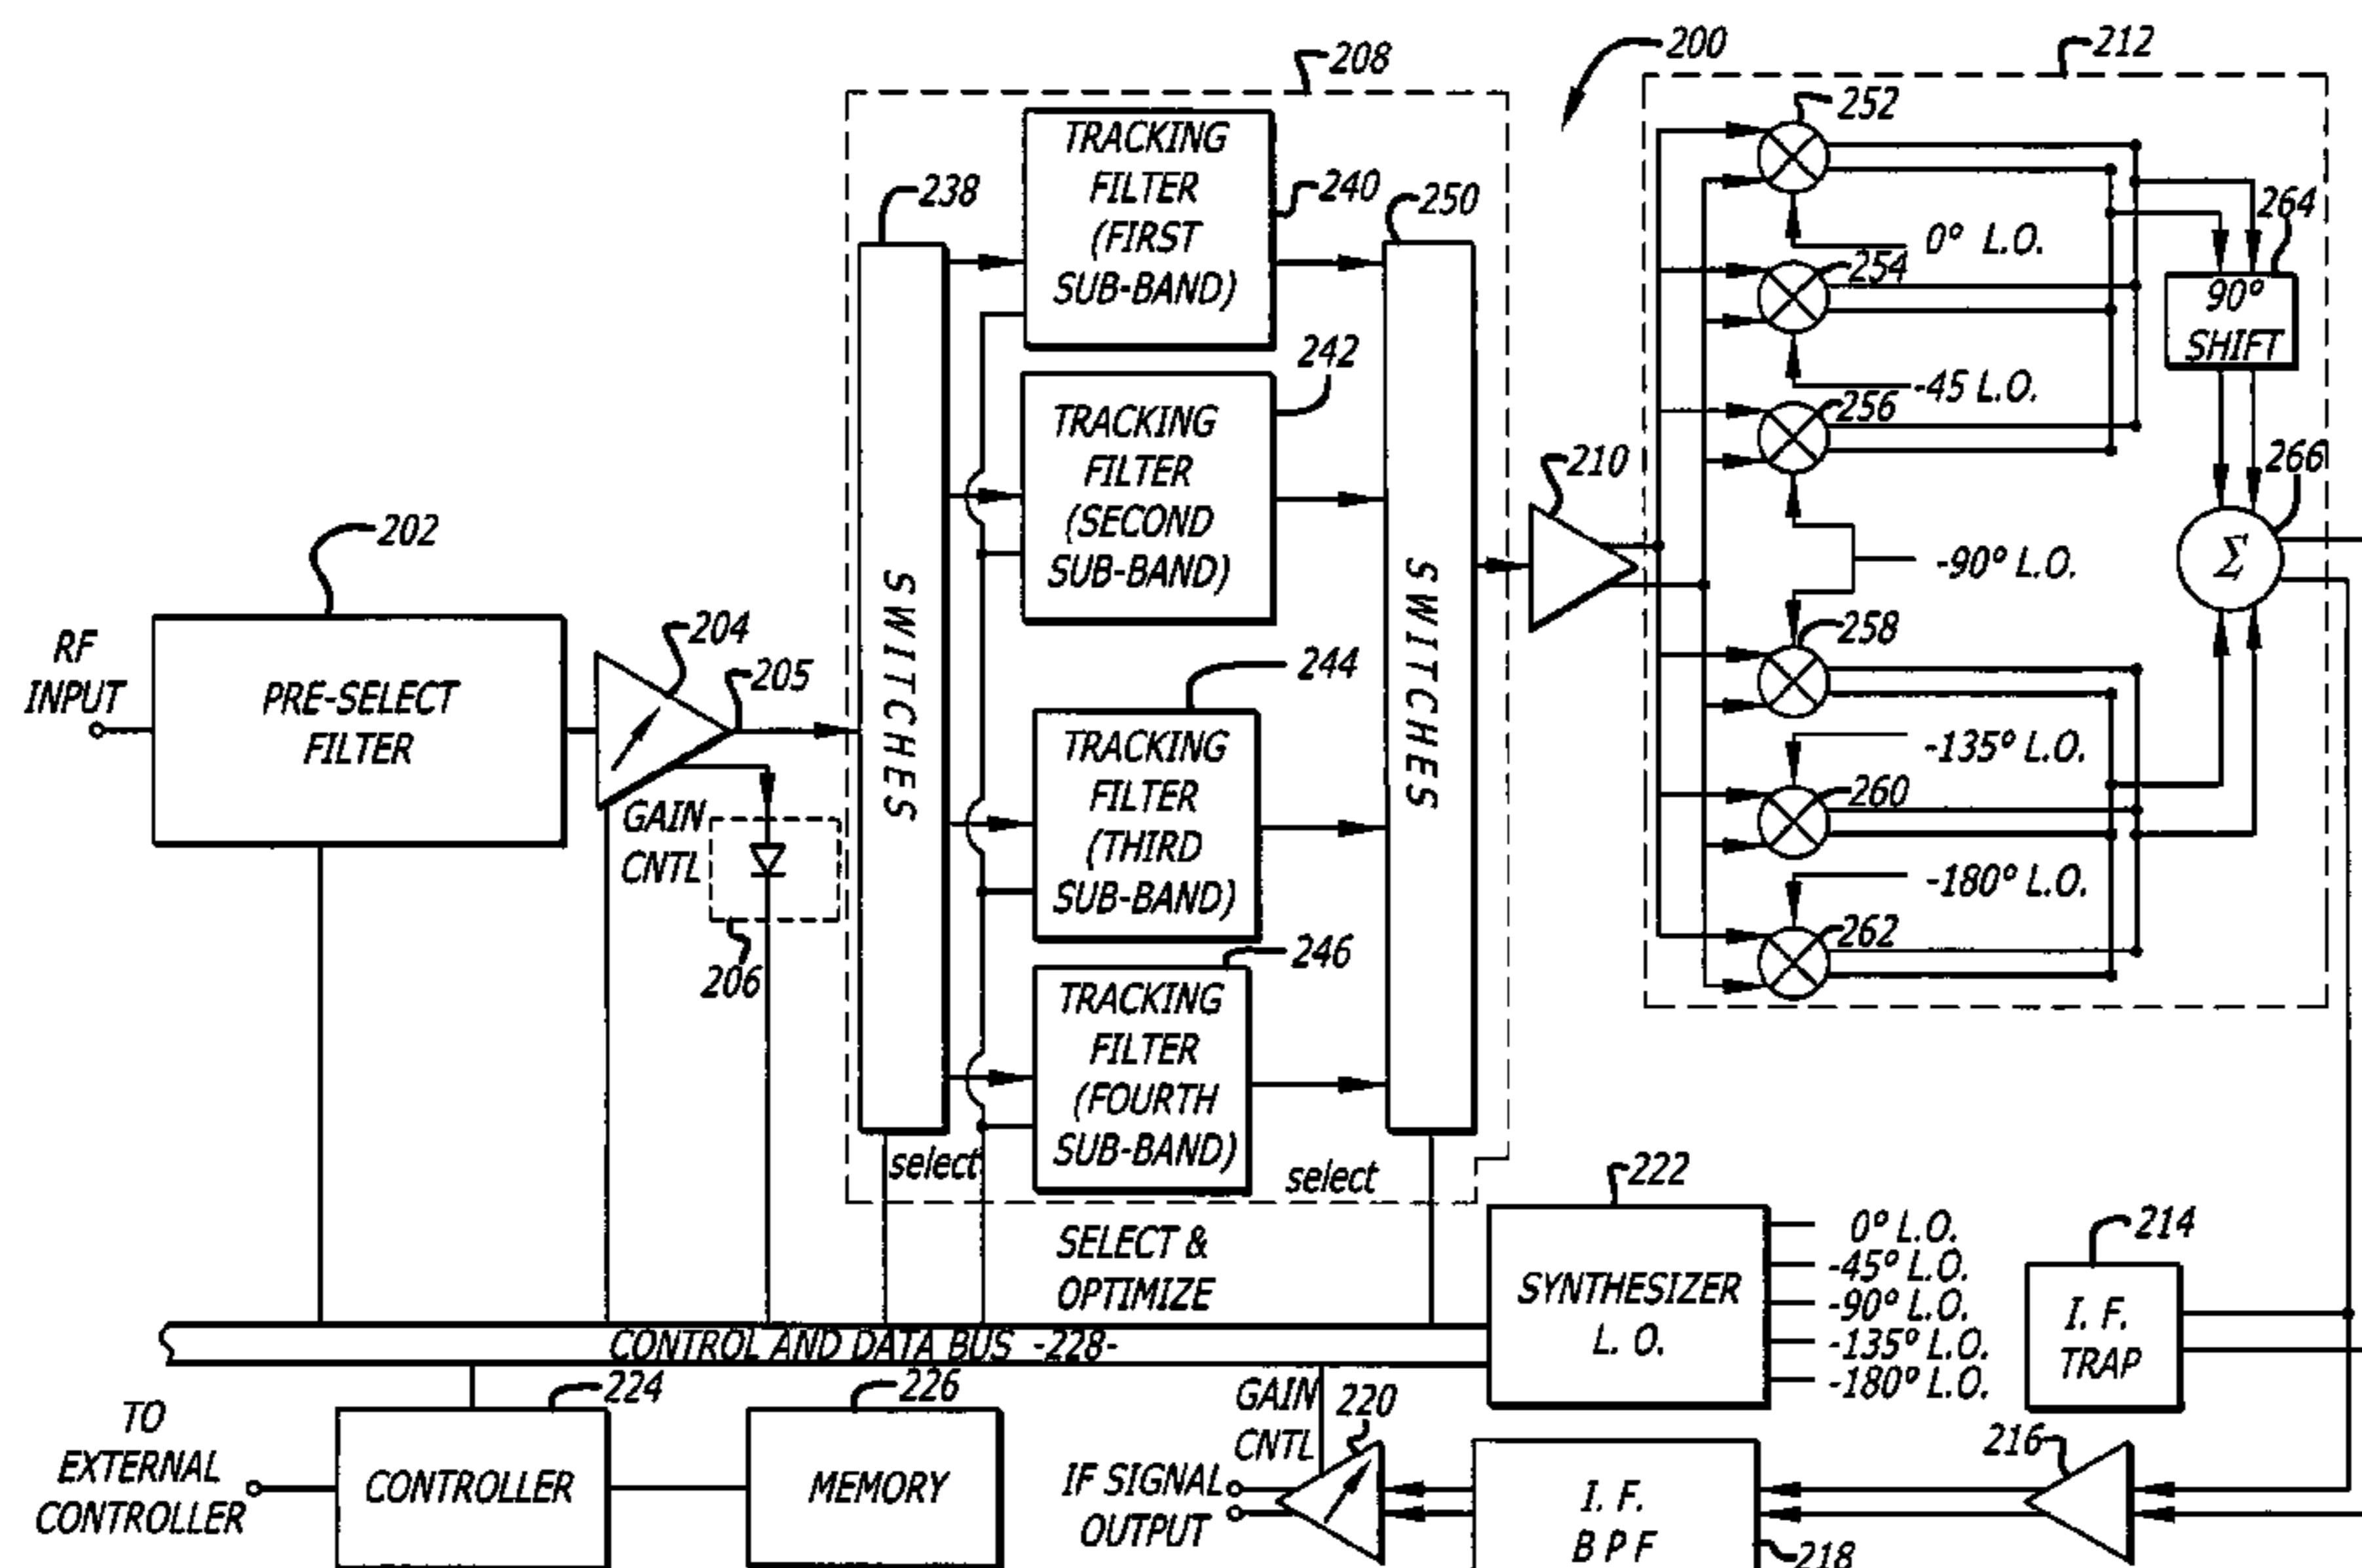 208
200
212
252
TRACKING
FILTER
(FIRST
SUB-BAND)
240
238
250
264
0° L.O.
254
90°
SHIFT
242
-45 L.O.
256
TRACKING
FILTER
(SECOND
SUB-BAND)
210
266
202
-90° L.O.
Σ
SWITCHES
SWITCHES
258
RF
INPUT
PRE-SELECT
FILTER
204
205
244
-135° L.O.
TRACKING
FILTER
(THIRD
SUB-BAND)
260
GAIN
CNTL
-180° L.O.
262
206
246
TRACKING
FILTER
(FOURTH
SUB-BAND)
select
select
222
SELECT &
OPTIMIZE
SYNTHESIZER
L. O.
0° L.O.
-45° L.O.
-90° L.O.
-135° L.O.
-180° L.O.
214
I. F.
TRAP
CONTROL AND DATA BUS -228-
224
226
GAIN
CNTL
220
216
TO
EXTERNAL
CONTROLLER
CONTROLLER
MEMORY
IF SIGNAL
OUTPUT
I. F.
B P F
218